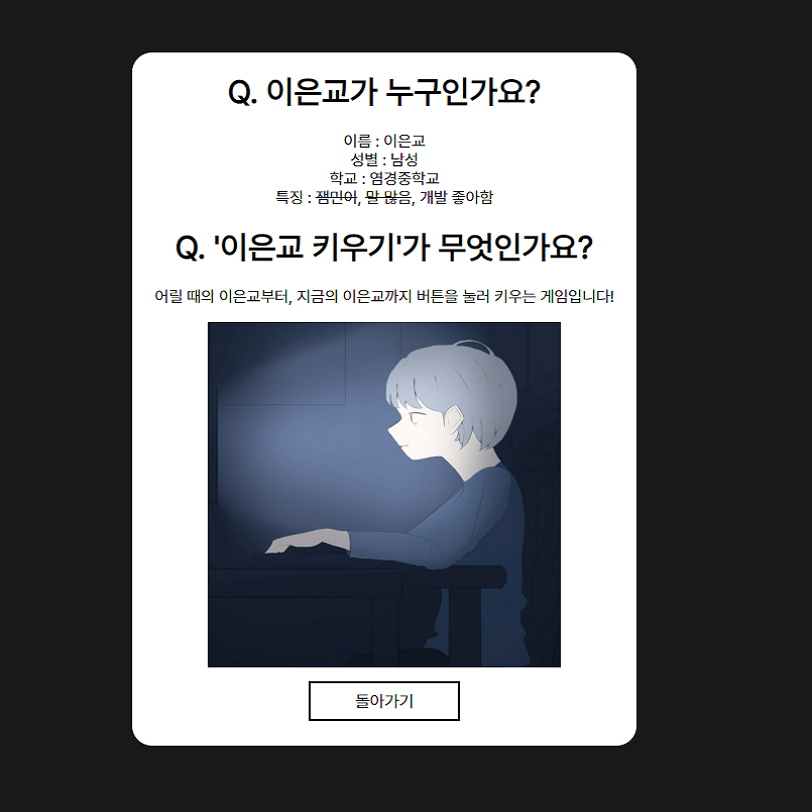 Q. 이은교가 누구인가요?
이름 : 이은교
성별 : 남성
학교 : 염경중학교
특징 : 잼민이, 말 많음, 개발 좋아함
Q. '이은교 키우기'가 무엇인가요?
어릴 때의 이은교부터, 지금의 이은교까지 버튼을 눌러 키우는 게임입니다!
돌아가기